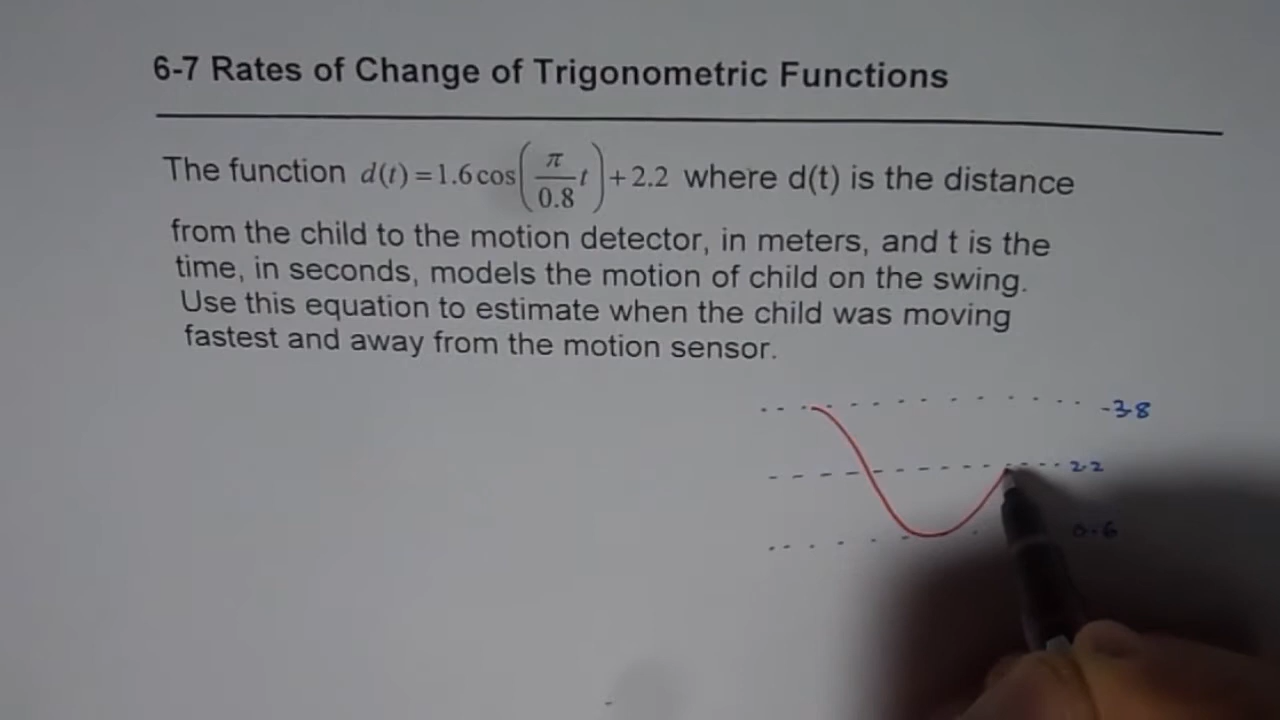 6-7 Rates of Change of Trigonometric Functions
The function d(t)=1.6cos(π/0.8 t)+2.2 where d(t) is the distance
from the child to the motion detector, in meters, and t is the
time, in seconds, models the motion of child on the swing.
Use this equation to estimate when the child was moving
fastest and away from the motion sensor.
-3.8
2.2
0.6